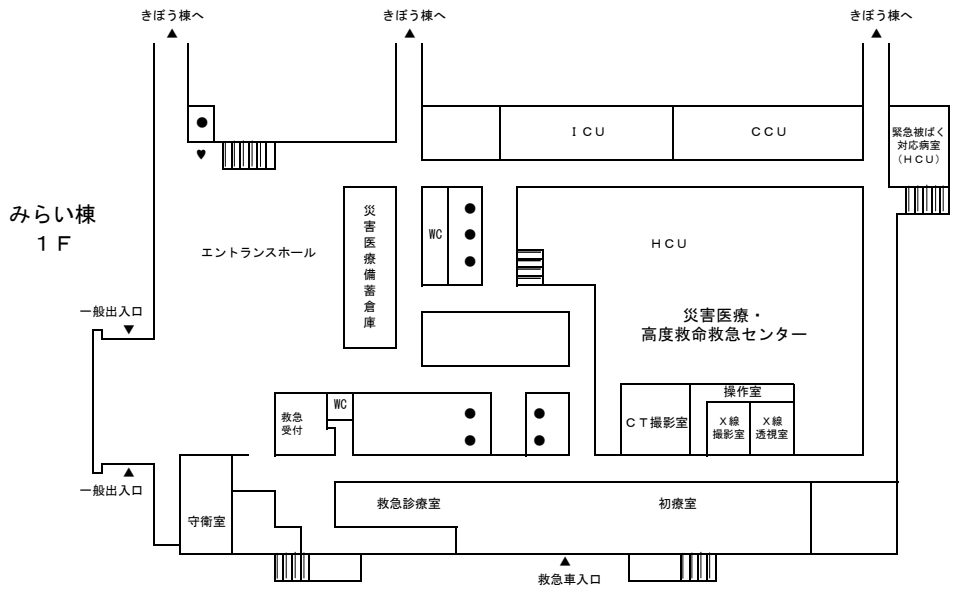 きぼう棟へ
きぼう棟へ
きぼう棟へ
ＩＣＵ
ＣＣＵ
緊急被ばく
対応病室
（ＨＣＵ）
みらい棟
１Ｆ
災害医療備蓄倉庫
WC
ＨＣＵ
エントランスホール
一般出入口
災害医療・
高度救命救急センター
操作室
救急
受付
WC
ＣＴ撮影室
Ｘ線
撮影室
Ｘ線
透視室
一般出入口
守衛室
救急診療室
初療室
救急車入口